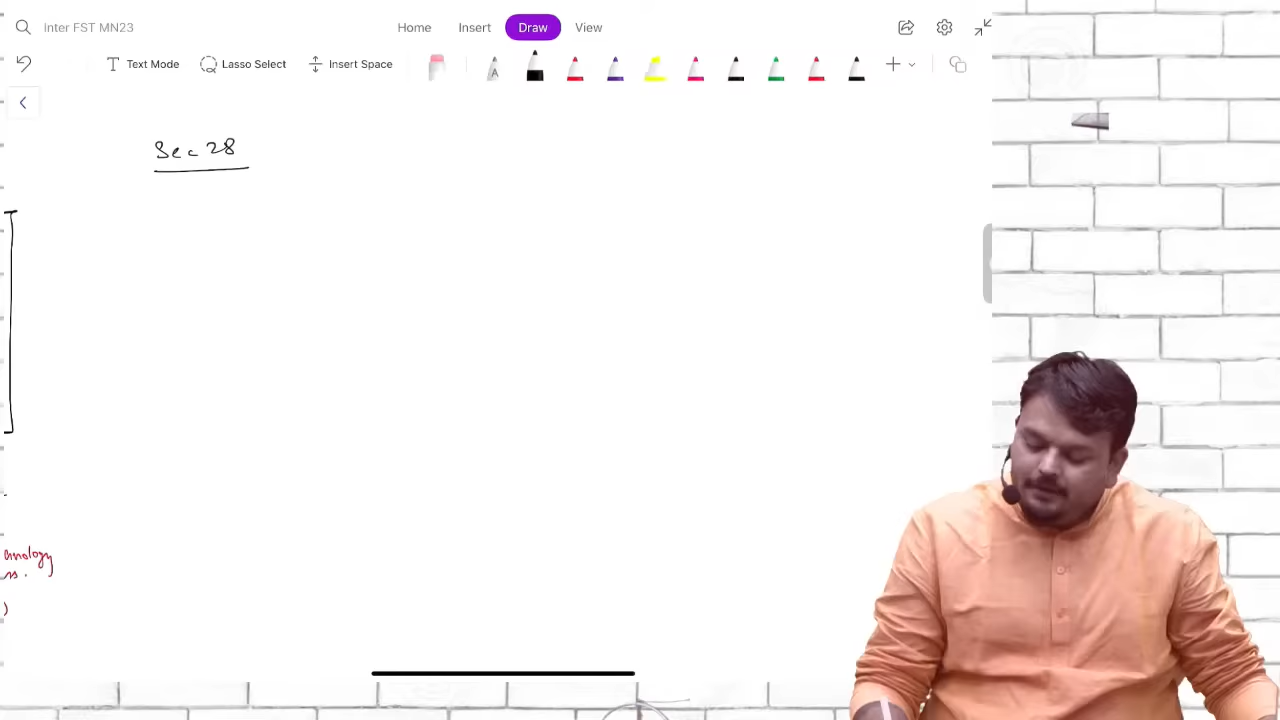 inter FST MN23
Home
Insert
Draw
View
Text Mode
Lasso Select
Insert Space
A
Sec 28
)